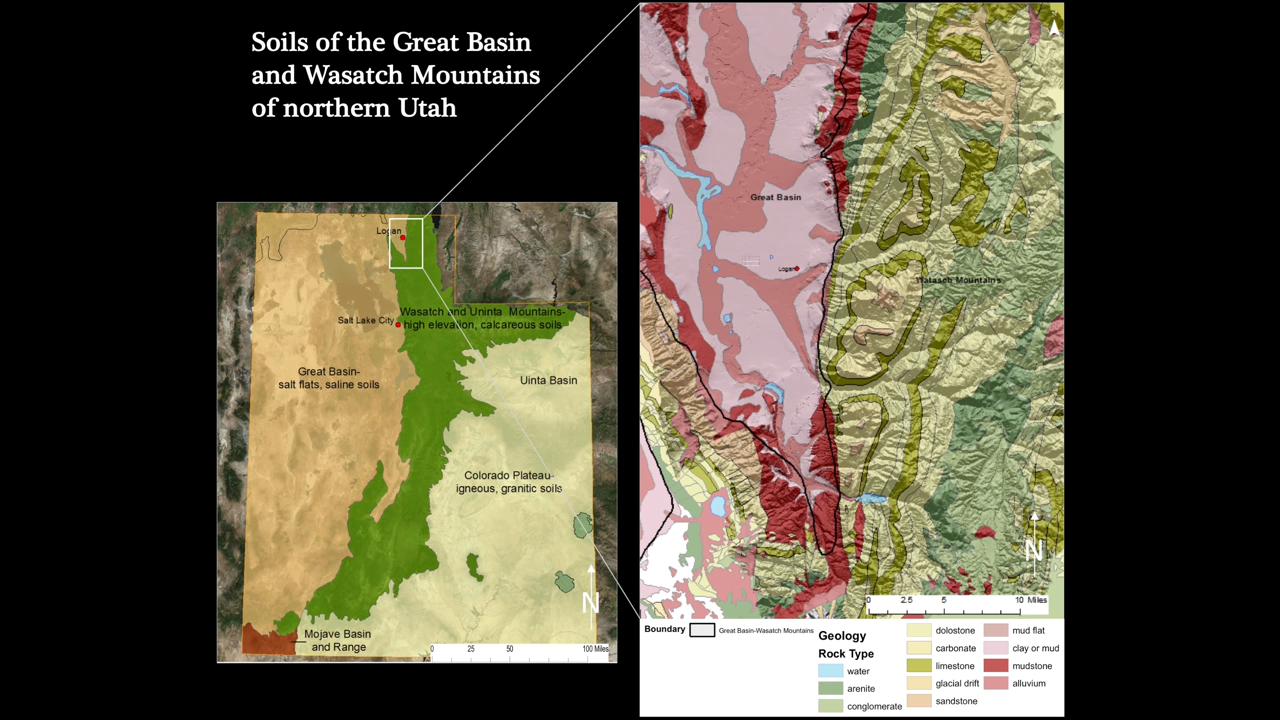 Soils of the Great Basin
and Wasatch Mountains
of northern Utah
Logan
Salt Lake City
Wasatch and Uninta Mountains-
high elevation, calcareous soils
Great Basin-
salt flats, saline soils
Uinta Basin
Colorado Plateau-
igneous, granitic soils
Mojave Basin
and Range
N
0 25 50 100 Miles
Great Basin
Logan
Watasch Mountains
N
0 2.5 5 10 Miles
Boundary
Great Basin-Wasatch Mountains
Geology
Rock Type
water
arenite
conglomerate
dolostone
carbonate
limestone
glacial drift
sandstone
mud flat
clay or mud
mudstone
alluvium